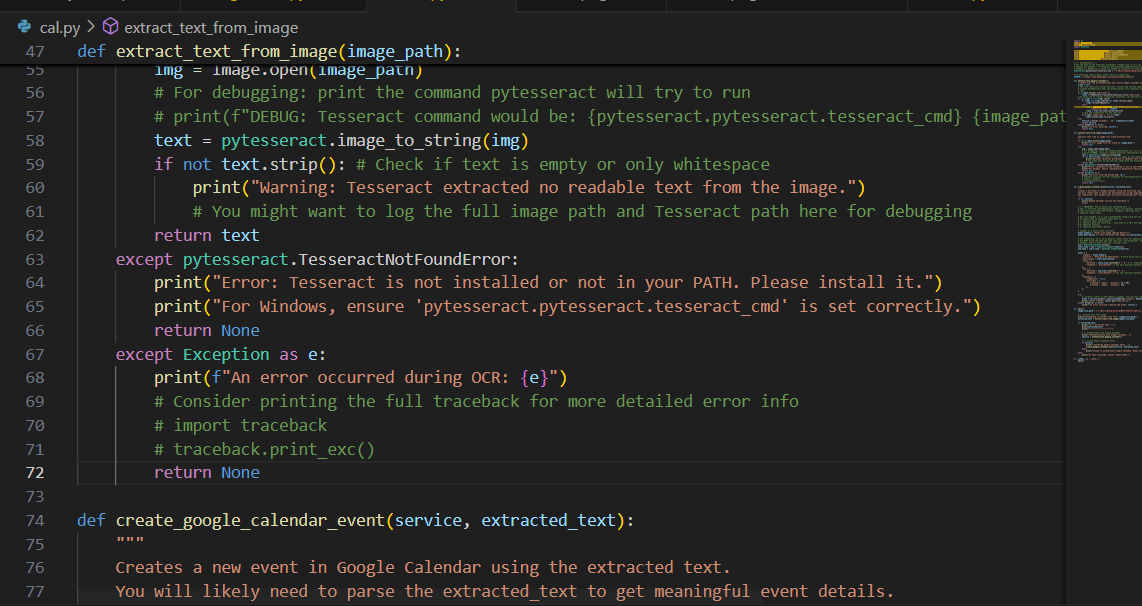 cal.py > extract_text_from_image
47 def extract_text_from_image(image_path):
55 img = Image.open(image_path)
56 # For debugging: print the command pytesseract will try to run
57 # print(f"DEBUG: Tesseract command would be: {pytesseract.pytesseract.tesseract_cmd} {image_pat
58 text = pytesseract.image_to_string(img)
59 if not text.strip(): # Check if text is empty or only whitespace
60 print("Warning: Tesseract extracted no readable text from the image.")
61 # You might want to log the full image path and Tesseract path here for debugging
62 return text
63 except pytesseract.TesseractNotFoundError:
64 print("Error: Tesseract is not installed or not in your PATH. Please install it.")
65 print("For Windows, ensure 'pytesseract.pytesseract.tesseract_cmd' is set correctly.")
66 return None
67 except Exception as e:
68 print(f"An error occurred during OCR: {e}")
69 # Consider printing the full traceback for more detailed error info
70 # import traceback
71 # traceback.print_exc()
72 return None
73
74 def create_google_calendar_event(service, extracted_text):
75 """
76 Creates a new event in Google Calendar using the extracted text.
77 You will likely need to parse the extracted_text to get meaningful event details.